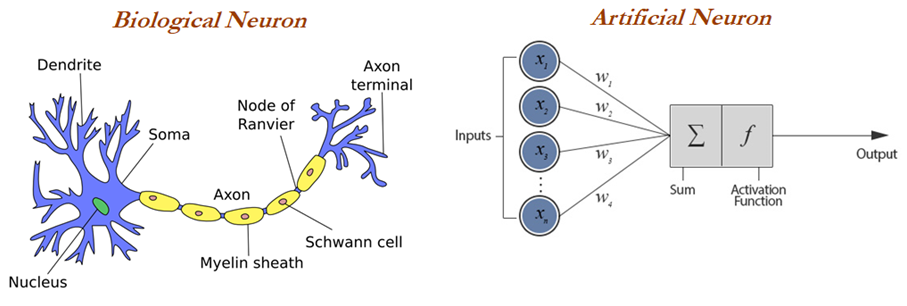 Biological Neuron
Dendrite
Axon
terminal
Node of
Ranvier
Soma
Axon
Schwann cell
Myelin sheath
Nucleus
Artificial Neuron
Inputs
x1
x2
x3
xn
w1
w2
w3
w4
Σ
f
Sum
Activation
Function
Output